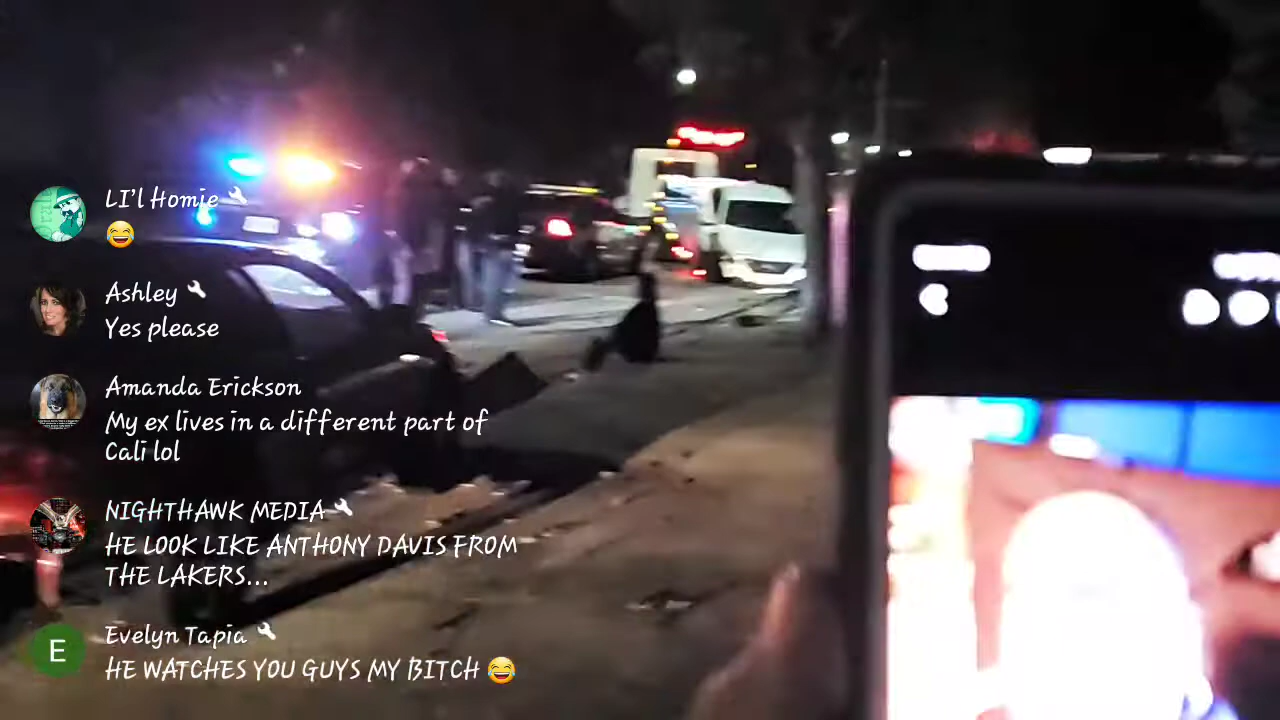 LI'l Homie
😂
Ashley
Yes please
Amanda Erickson
My ex lives in a different part of
Cali lol
NIGHTHAWK MEDIA
HE LOOK LIKE ANTHONY DAVIS FROM
THE LAKERS...
E
Evelyn Tapia
HE WATCHES YOU GUYS MY BITCH 😂